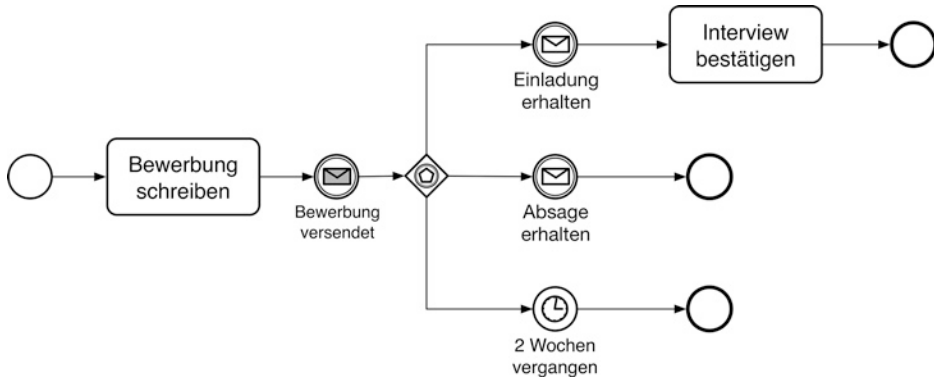 Interview
bestätigen
Einladung
erhalten
Bewerbung
schreiben
Bewerbung
versendet
Absage
erhalten
2 Wochen
vergangen